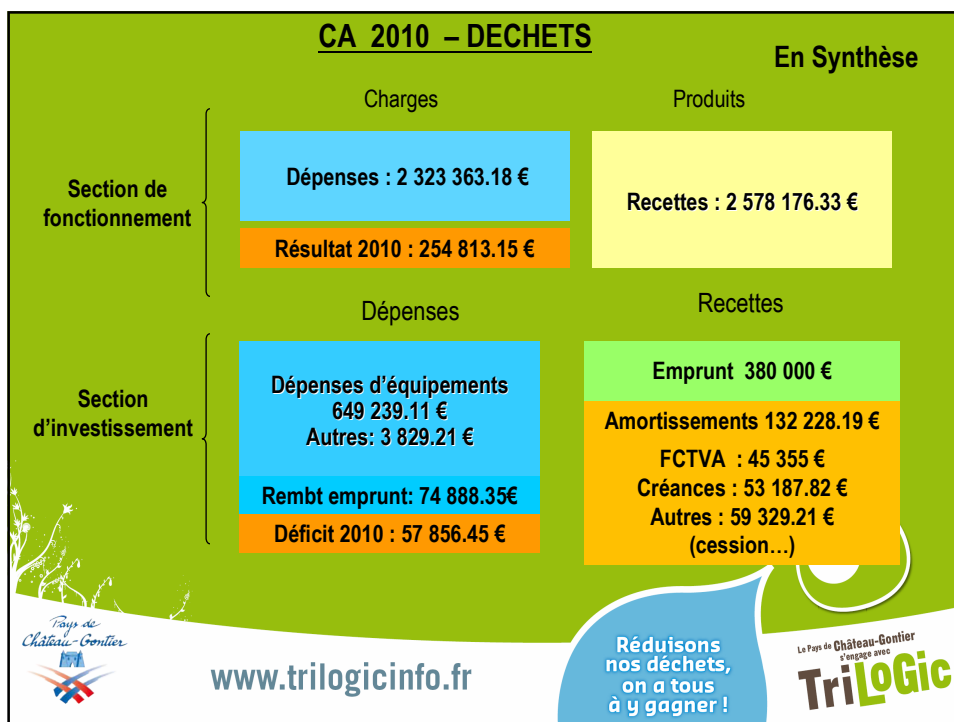 CA 2010 – DECHETS
En Synthèse
Charges
Produits
Section de
fonctionnement
Dépenses : 2 323 363.18 €
Résultat 2010 : 254 813.15 €
Recettes : 2 578 176.33 €
Dépenses
Recettes
Section
d'investissement
Dépenses d'équipements
649 239.11 €
Autres: 3 829.21 €
Rembt emprunt: 74 888.35€
Déficit 2010 : 57 856.45 €
Emprunt 380 000 €
Amortissements 132 228.19 €
FCTVA : 45 355 €
Créances : 53 187.82 €
Autres : 59 329.21 €
(cession…)
Pays de
Château-Gontier
www.trilogicinfo.fr
Réduisons
nos déchets,
on a tous
à y gagner !
Le Pays de Château-Gontier
s'engage avec
TriLoGic